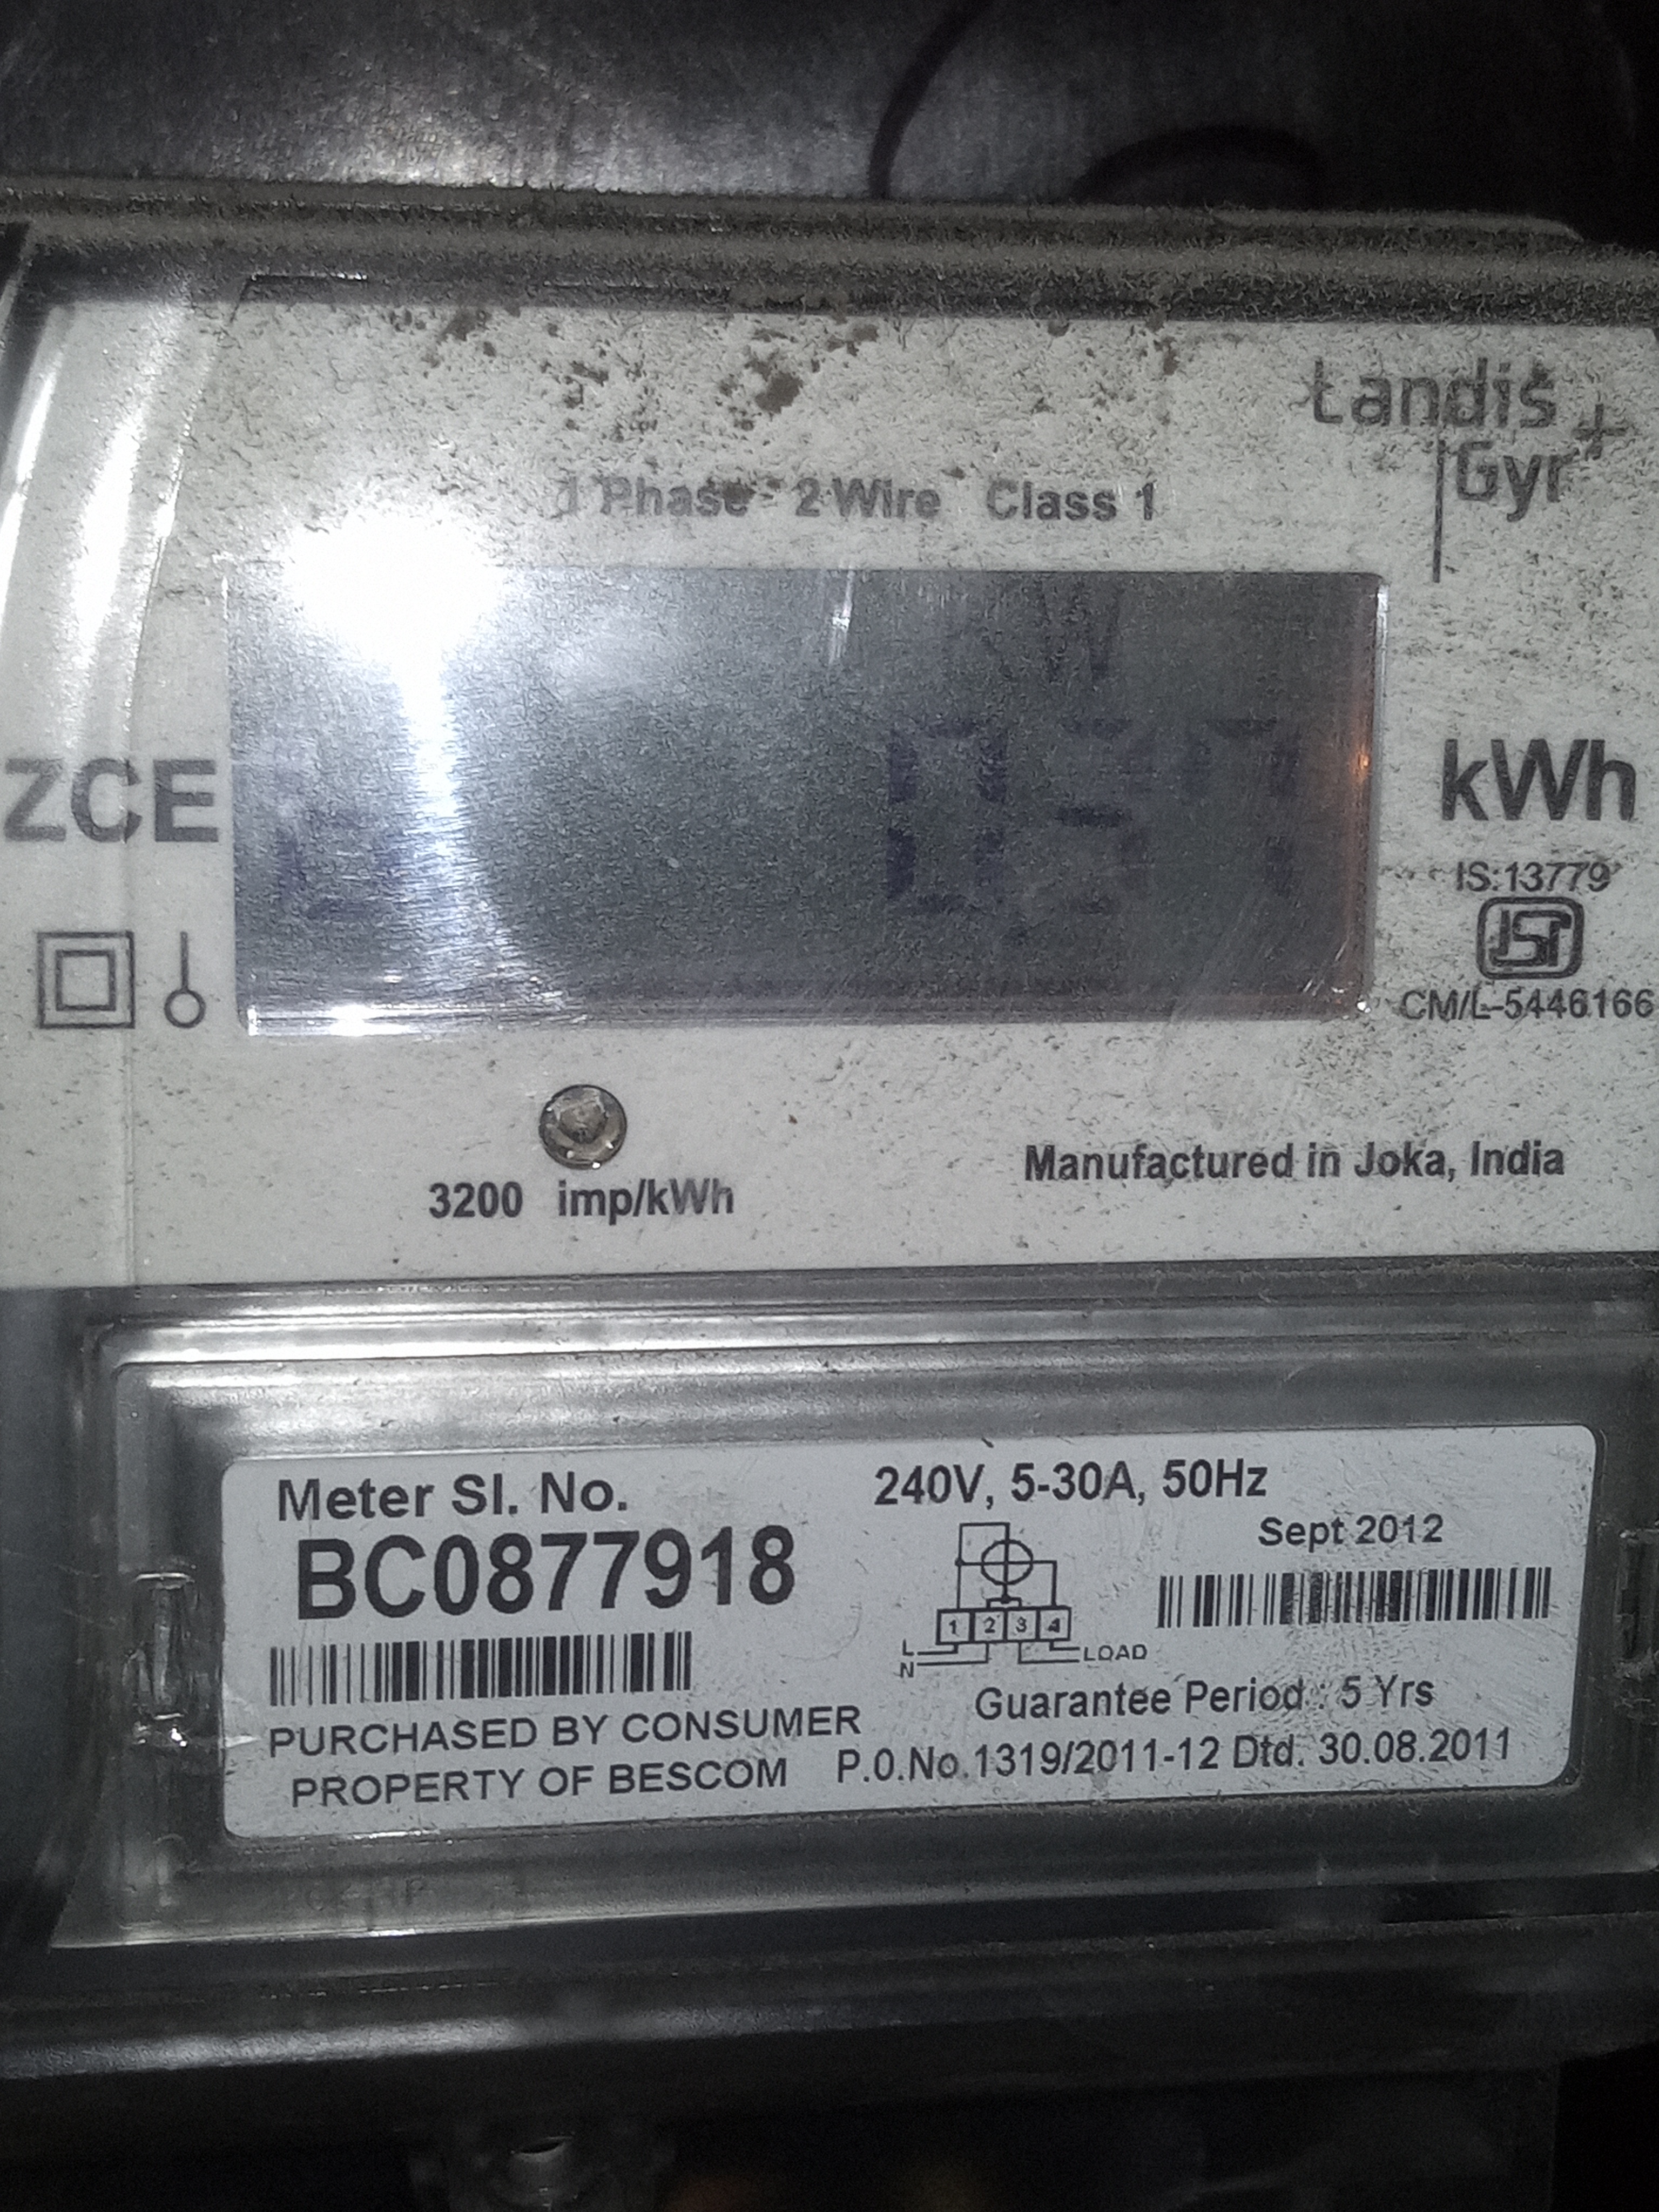 Landis
Gyr+
1 Phase 2 Wire Class 1
ZCE
kWh
IS:13779
ISI
CM/L-5446166
3200 imp/kWh
Manufactured in Joka, India
Meter Sl. No.
BC0877918
240V, 5-30A, 50Hz
Sept 2012
1 2 3 4
L
N
LOAD
PURCHASED BY CONSUMER
PROPERTY OF BESCOM
Guarantee Period : 5 Yrs
P.O.No.1319/2011-12 Dtd. 30.08.2011